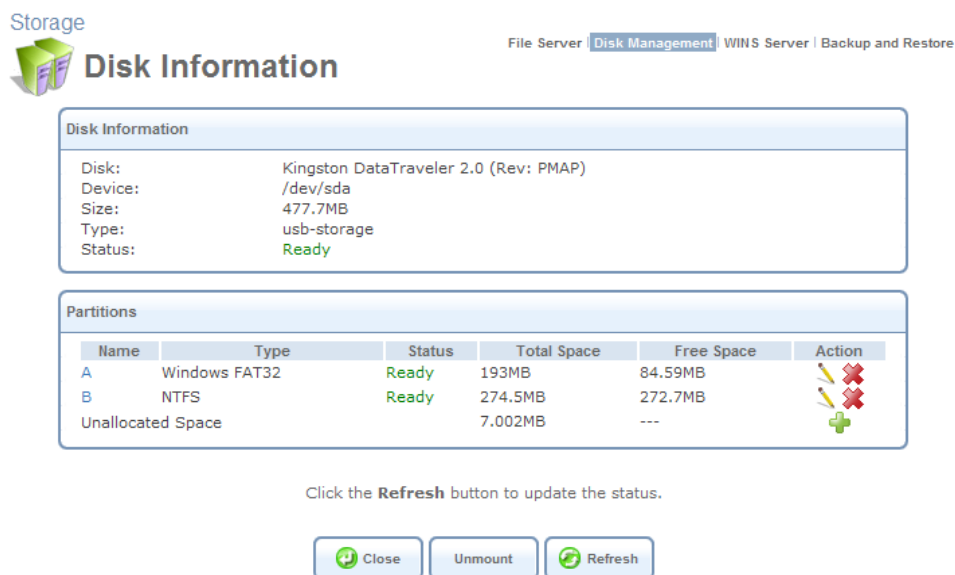 Storage
File Server | Disk Management | WINS Server | Backup and Restore
Disk Information
Disk Information
Disk: Kingston DataTraveler 2.0 (Rev: PMAP)
Device: /dev/sda
Size: 477.7MB
Type: usb-storage
Status: Ready
Partitions
Name Type Status Total Space Free Space Action
A Windows FAT32 Ready 193MB 84.59MB
B NTFS Ready 274.5MB 272.7MB
Unallocated Space 7.002MB ---
Click the Refresh button to update the status.
Close Unmount Refresh